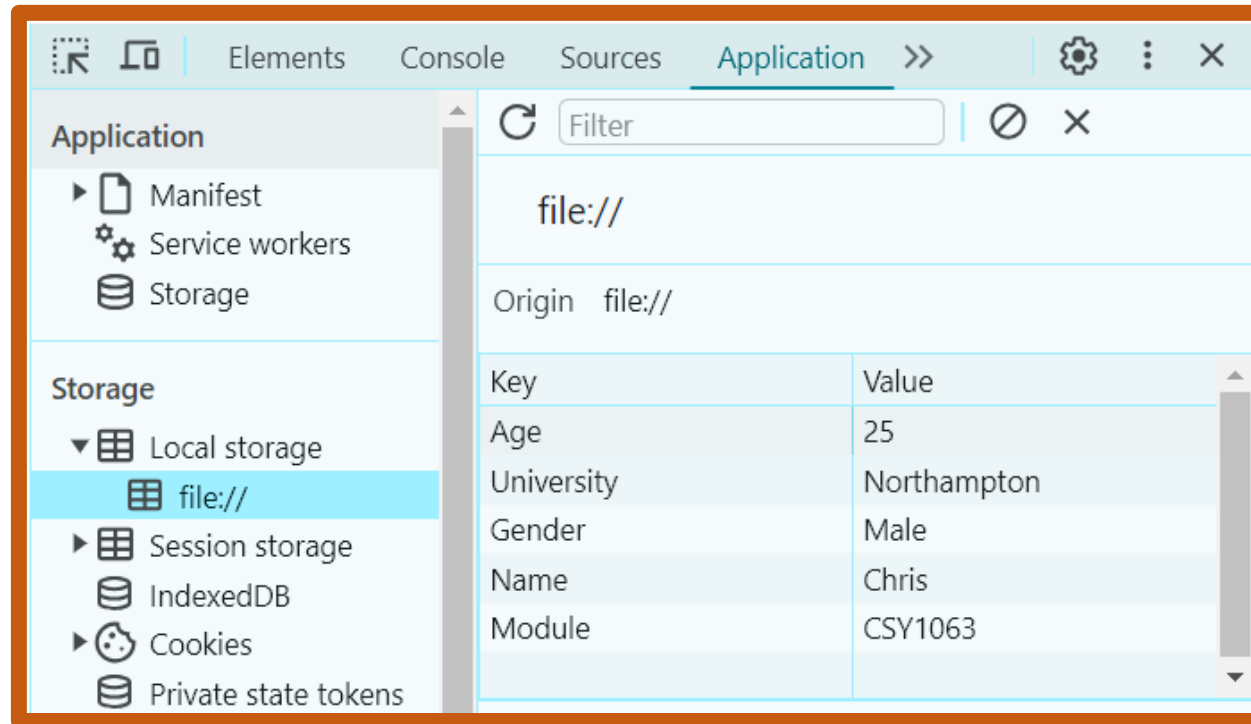 Elements Console Sources Application
Application
Manifest
Service workers
Storage
Storage
Local storage
file://
Session storage
IndexedDB
Cookies
Private state tokens
Filter
file://
Origin file://
Key Value
Age 25
University Northampton
Gender Male
Name Chris
Module CSY1063